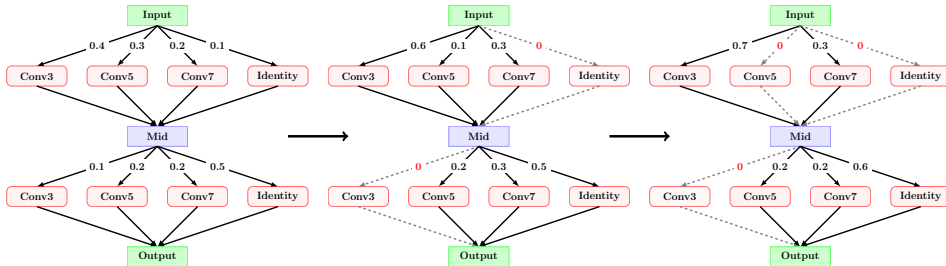 Input
0.4 0.3 0.2 0.1
Conv3 Conv5 Conv7 Identity
Mid
0.1 0.2 0.2 0.5
Conv3 Conv5 Conv7 Identity
Output
Input
0.6 0.1 0.3 0
Conv3 Conv5 Conv7 Identity
Mid
0 0.2 0.3 0.5
Conv3 Conv5 Conv7 Identity
Output
Input
0.7 0 0.3 0
Conv3 Conv5 Conv7 Identity
Mid
0 0.2 0.2 0.6
Conv3 Conv5 Conv7 Identity
Output